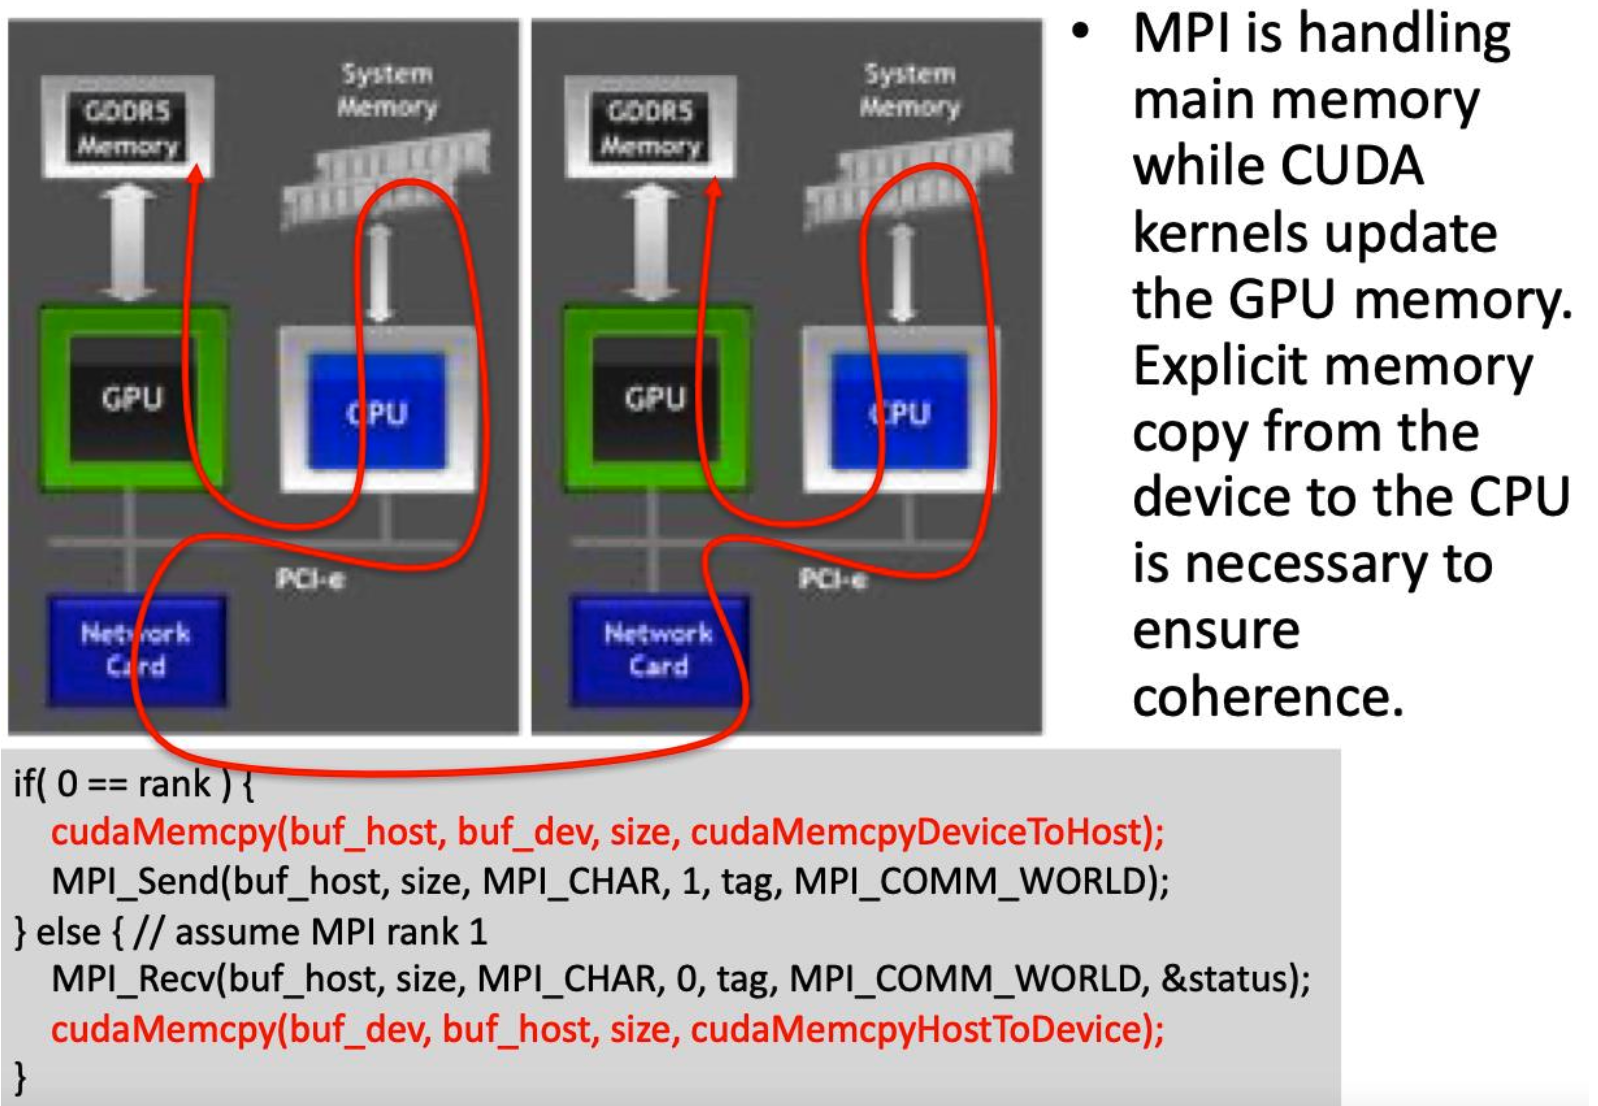 GDDR5
Memory
System
Memory
GPU
CPU
PCI-e
Network
Card
GDDR5
Memory
System
Memory
GPU
CPU
PCI-e
Network
Card
• MPI is handling
main memory
while CUDA
kernels update
the GPU memory.
Explicit memory
copy from the
device to the CPU
is necessary to
ensure
coherence.
if( 0 == rank ) {
cudaMemcpy(buf_host, buf_dev, size, cudaMemcpyDeviceToHost);
MPI_Send(buf_host, size, MPI_CHAR, 1, tag, MPI_COMM_WORLD);
} else { // assume MPI rank 1
MPI_Recv(buf_host, size, MPI_CHAR, 0, tag, MPI_COMM_WORLD, &status);
cudaMemcpy(buf_dev, buf_host, size, cudaMemcpyHostToDevice);
}